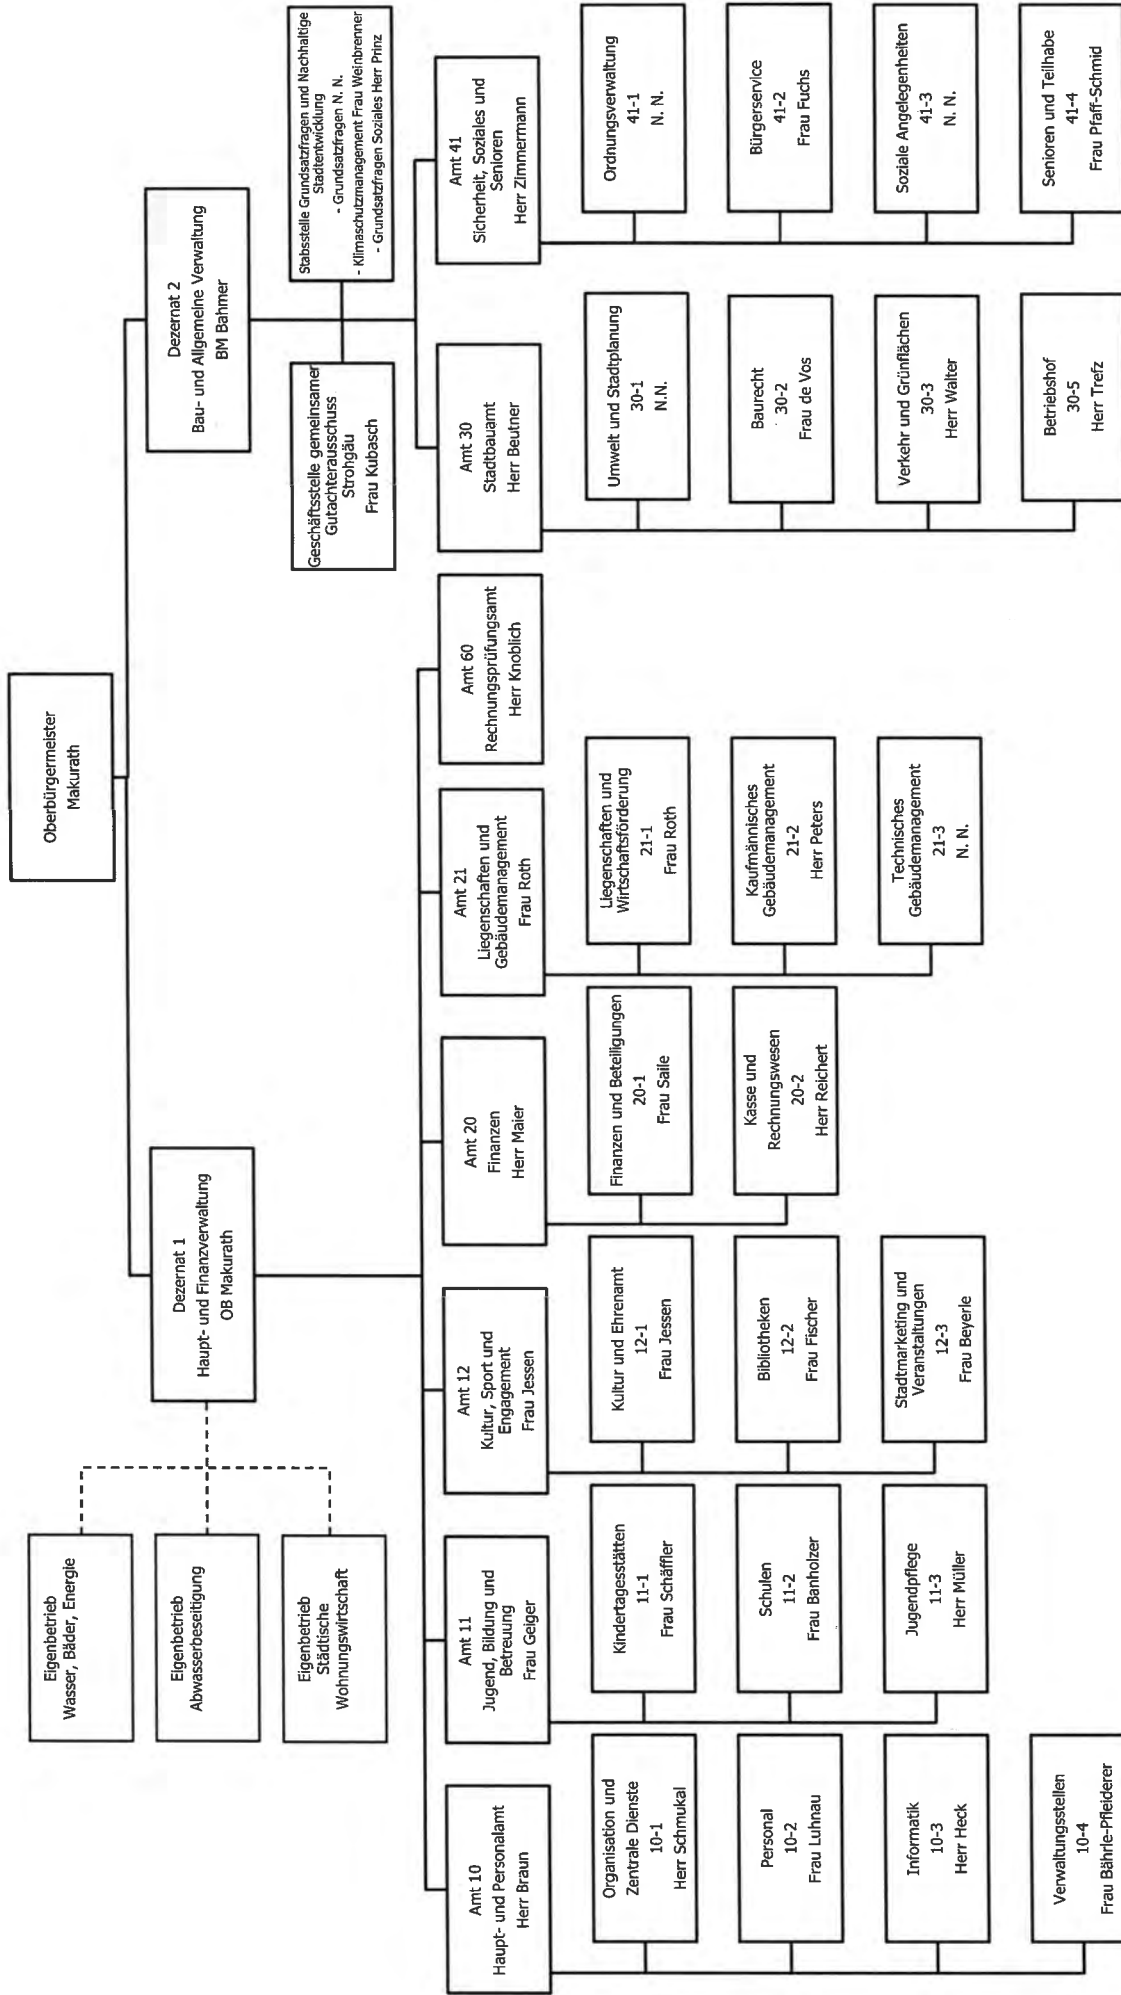 Oberbürgermeister
Makurath
Dezernat 1
Haupt- und Finanzverwaltung
OB Makurath
Dezernat 2
Bau- und Allgemeine Verwaltung
BM Bahmer
Eigenbetrieb
Wasser, Bäder, Energie
Eigenbetrieb
Abwasserbeseitigung
Eigenbetrieb
Städtische
Wohnungswirtschaft
Geschäftsstelle gemeinsamer
Gutachterausschuss
Strohgäu
Frau Kubasch
Stabsstelle Grundsatzfragen und Nachhaltige
Stadtentwicklung
- Grundsatzfragen N. N.
- Klimaschutzmanagement Frau Weinbrenner
- Grundsatzfragen Soziales Herr Prinz
Amt 10
Haupt- und Personalamt
Herr Braun
Amt 11
Jugend, Bildung und
Betreuung
Frau Geiger
Amt 12
Kultur, Sport und
Engagement
Frau Jessen
Amt 20
Finanzen
Herr Maier
Amt 21
Liegenschaften und
Gebäudemanagement
Frau Roth
Amt 60
Rechnungsprüfungsamt
Herr Knoblich
Amt 30
Stadtbauamt
Herr Beutner
Amt 41
Sicherheit, Soziales und
Senioren
Herr Zimmermann
Organisation und
Zentrale Dienste
10-1
Herr Schmukal
Kindertagesstätten
11-1
Frau Schäffler
Kultur und Ehrenamt
12-1
Frau Jessen
Finanzen und Beteiligungen
20-1
Frau Saile
Liegenschaften und
Wirtschaftsförderung
21-1
Frau Roth
Umwelt und Stadtplanung
30-1
N.N.
Ordnungsverwaltung
41-1
N. N.
Personal
10-2
Frau Luhnau
Schulen
11-2
Frau Banholzer
Bibliotheken
12-2
Frau Fischer
Kasse und
Rechnungswesen
20-2
Herr Reichert
Kaufmännisches
Gebäudemanagement
21-2
Herr Peters
Baurecht
30-2
Frau de Vos
Bürgerservice
41-2
Frau Fuchs
Informatik
10-3
Herr Heck
Jugendpflege
11-3
Herr Müller
Stadtmarketing und
Veranstaltungen
12-3
Frau Beyerle
Technisches
Gebäudemanagement
21-3
N. N.
Verkehr und Grünflächen
30-3
Herr Walter
Soziale Angelegenheiten
41-3
N. N.
Verwaltungsstellen
10-4
Frau Bährle-Pfleiderer
Betriebshof
30-5
Herr Trefz
Senioren und Teilhabe
41-4
Frau Pfaff-Schmid